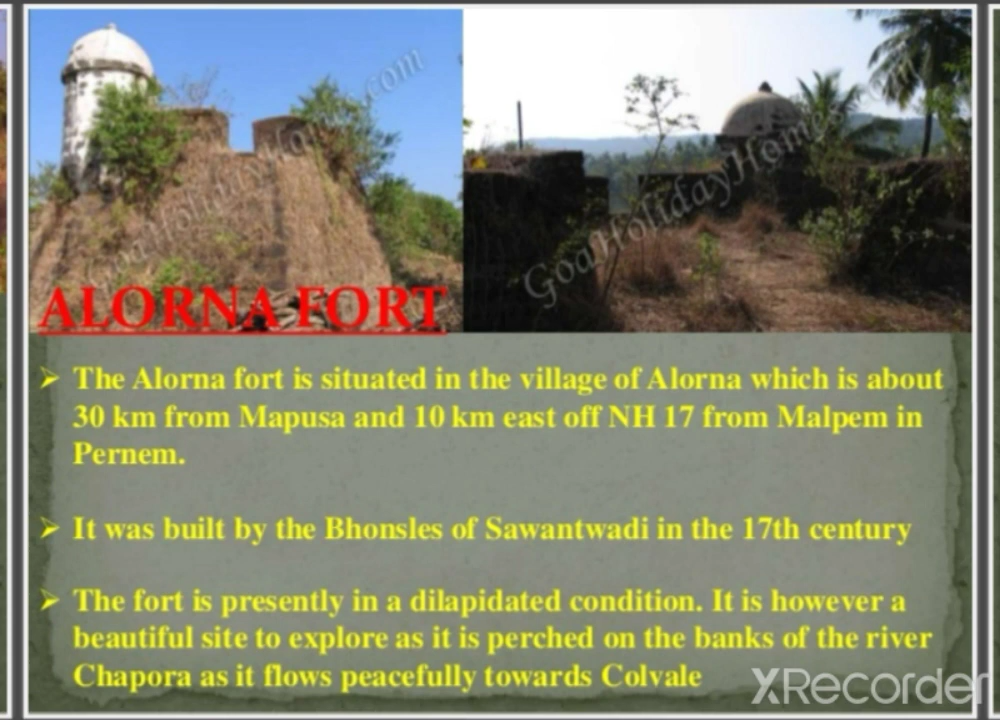 GoaHolidayHomes.com
GoaHolidayHomes
ALORNA FORT
➢ The Alorna fort is situated in the village of Alorna which is about
30 km from Mapusa and 10 km east off NH 17 from Malpem in
Pernem.
➢ It was built by the Bhonsles of Sawantwadi in the 17th century
➢ The fort is presently in a dilapidated condition. It is however a
beautiful site to explore as it is perched on the banks of the river
Chapora as it flows peacefully towards Colvale
XRecorder